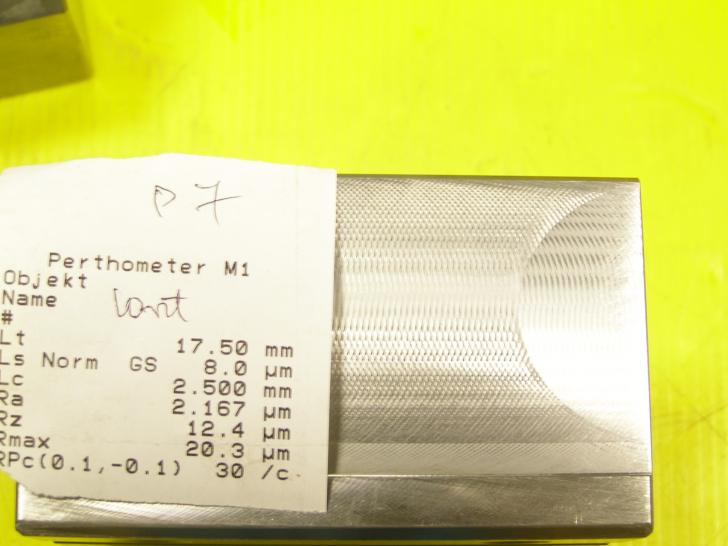 P7
Perthometer M1
Objekt
Name
#
Lt 17.50 mm
Ls Norm GS 8.0 µm
Lc 2.500 mm
Ra 2.167 µm
Rz 12.4 µm
Rmax 20.3 µm
RPc(0.1,-0.1) 30 /c